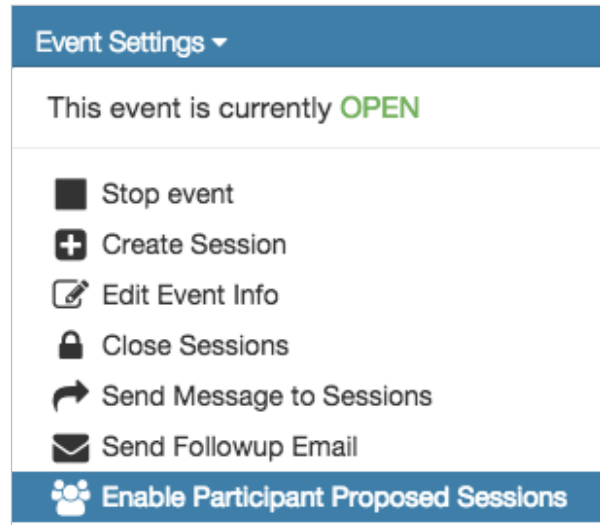 Event Settings
This event is currently OPEN
Stop event
Create Session
Edit Event Info
Close Sessions
Send Message to Sessions
Send Followup Email
Enable Participant Proposed Sessions